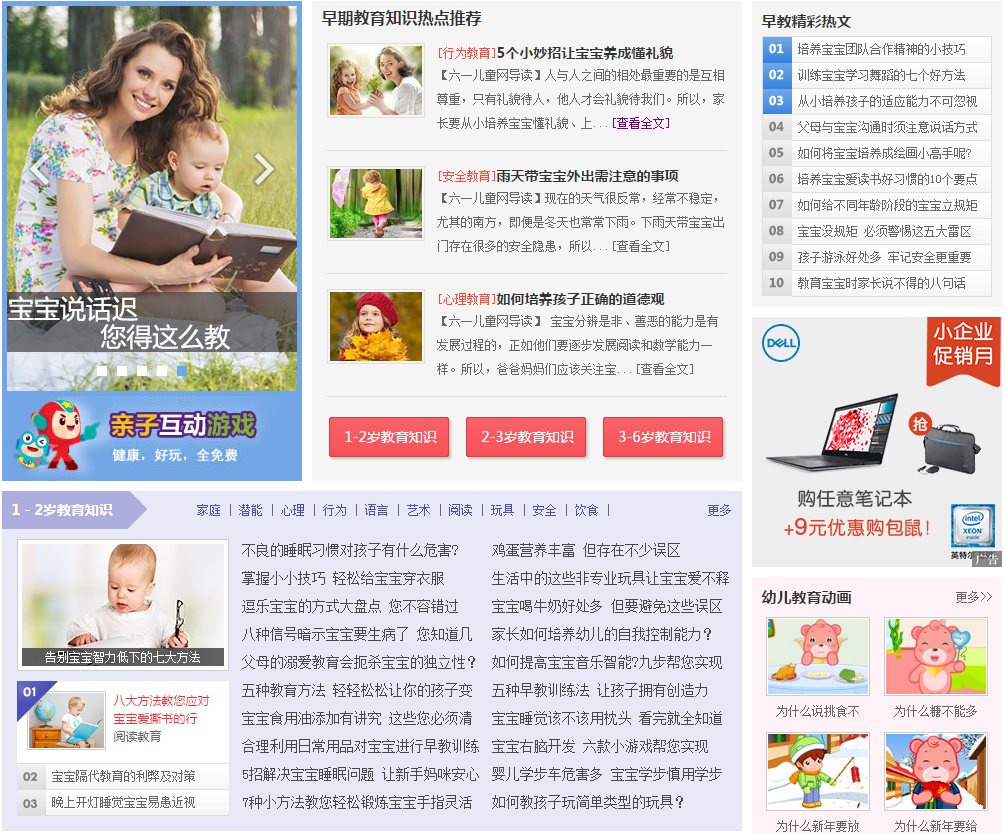 宝宝说话迟
您得这么教
亲子互动游戏
健康，好玩，全免费
早期教育知识热点推荐
[行为教育]5个小妙招让宝宝养成懂礼貌
【六一儿童网导读】人与人之间的相处最重要的是互相
尊重，只有礼貌待人，他人才会礼貌待我们。所以，家
长要从小培养宝宝懂礼貌、上...[查看全文]
[安全教育]雨天带宝宝外出需注意的事项
【六一儿童网导读】现在的天气很反常，经常不稳定，
尤其的南方，即便是冬天也常常下雨。下雨天带宝宝出
门存在很多的安全隐患，所以...[查看全文]
[心理教育]如何培养孩子正确的道德观
【六一儿童网导读】 宝宝分辨是非、善恶的能力是有
发展过程的，正如他们要逐步发展阅读和数学能力一
样。所以，爸爸妈妈们应该关注宝...[查看全文]
1-2岁教育知识 2-3岁教育知识 3-6岁教育知识
早教精彩热文
01 培养宝宝团队合作精神的小技巧
02 训练宝宝学习舞蹈的七个好方法
03 从小培养孩子的适应能力不可忽视
04 父母与宝宝沟通时须注意说话方式
05 如何将宝宝培养成绘画小高手呢?
06 培养宝宝爱读书好习惯的10个要点
07 如何给不同年龄阶段的宝宝立规矩
08 宝宝没规矩 必须警惕这五大雷区
09 孩子游泳好处多 牢记安全更重要
10 教育宝宝时家长说不得的八句话
DELL
小企业
促销月
抢
购任意笔记本
+9元优惠购包鼠！
intel
XEON
inside
英特尔
广告
1 - 2岁教育知识
家庭 | 潜能 | 心理 | 行为 | 语言 | 艺术 | 阅读 | 玩具 | 安全 | 饮食 |
更多
告别宝宝智力低下的七大方法
01
八大方法教您应对
宝宝爱撕书的行
阅读教育
02 宝宝隔代教育的利弊及对策
03 晚上开灯睡觉宝宝易患近视
不良的睡眠习惯对孩子有什么危害?
掌握小小技巧 轻松给宝宝穿衣服
逗乐宝宝的方式大盘点 您不容错过
八种信号暗示宝宝要生病了 您知道几
父母的溺爱教育会扼杀宝宝的独立性?
五种教育方法 轻轻松松让你的孩子变
宝宝食用油添加有讲究 这些您必须清
合理利用日常用品对宝宝进行早教训练
5招解决宝宝睡眠问题 让新手妈咪安心
7种小方法教您轻松锻炼宝宝手指灵活
鸡蛋营养丰富 但存在不少误区
生活中的这些非专业玩具让宝宝爱不释
宝宝喝牛奶好处多 但要避免这些误区
家长如何培养幼儿的自我控制能力？
如何提高宝宝音乐智能?九步帮您实现
五种早教训练法 让孩子拥有创造力
宝宝睡觉该不该用枕头 看完就全知道
宝宝右脑开发 六款小游戏帮您实现
婴儿学步车危害多 宝宝学步慎用学步
如何教孩子玩简单类型的玩具？
幼儿教育动画
更多>>
为什么说挑食不
为什么糖不能多
为什么新年要放
为什么新年要给